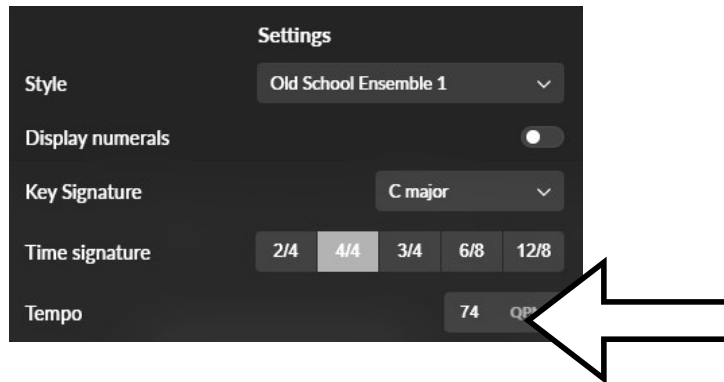 Settings
Style Old School Ensemble 1
Display numerals
Key Signature C major
Time signature 2/4 4/4 3/4 6/8 12/8
Tempo 74